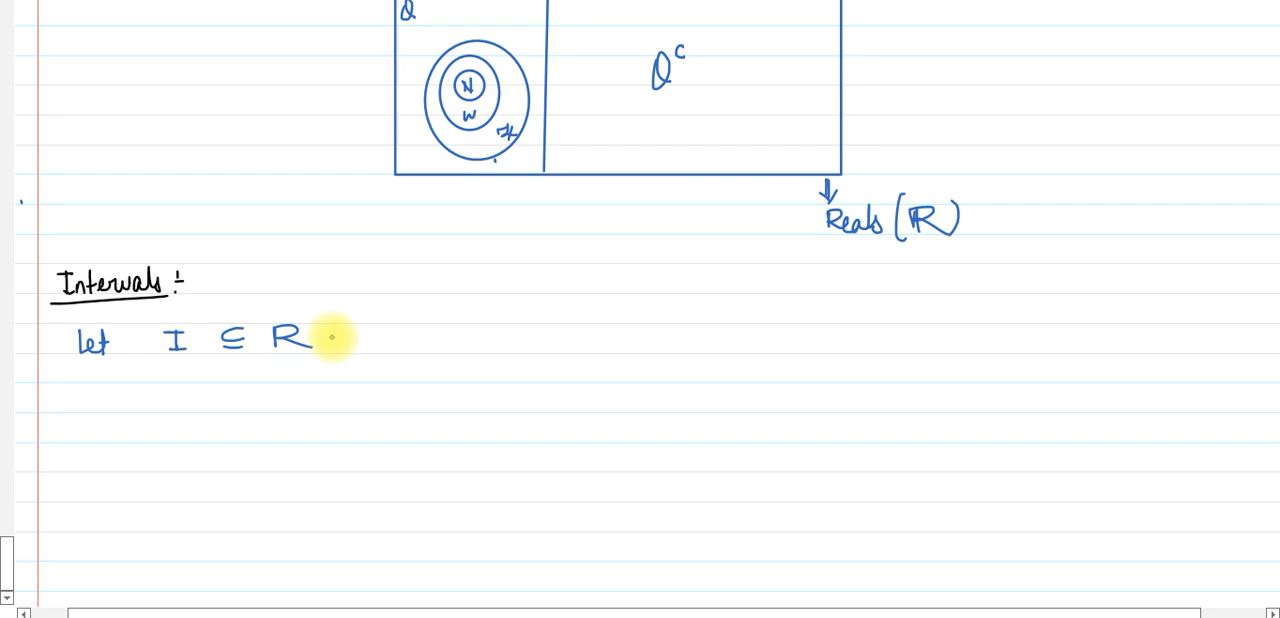 Q
Q^c
N
W
Z
Reals (R)
Intervals :-
Let I ⊆ R